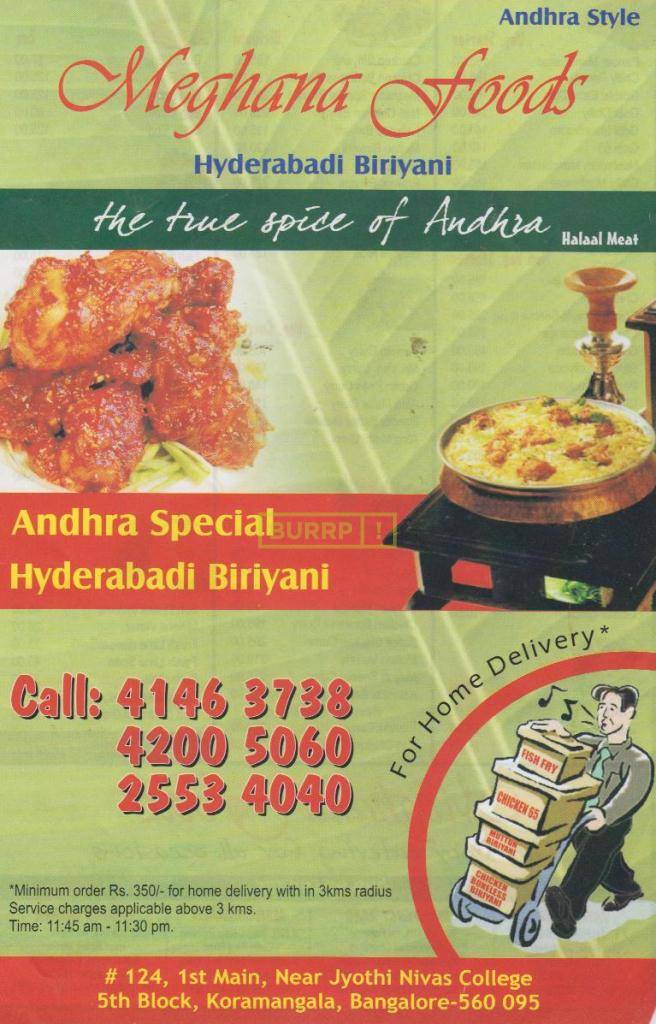 Andhra Style
Meghana Foods
Hyderabadi Biriyani
the true spice of Andhra
Halaal Meat
Andhra Special
BURRP !
Hyderabadi Biriyani
For Home Delivery*
Call: 4146 3738
4200 5060
2553 4040
FISH FRY
CHICKEN 65
MUTTON
BIRIYANI
CHICKEN
BONELESS
BIRIYANI
*Minimum order Rs. 350/- for home delivery with in 3kms radius
Service charges applicable above 3 kms.
Time: 11:45 am - 11:30 pm.
# 124, 1st Main, Near Jyothi Nivas College
5th Block, Koramangala, Bangalore-560 095